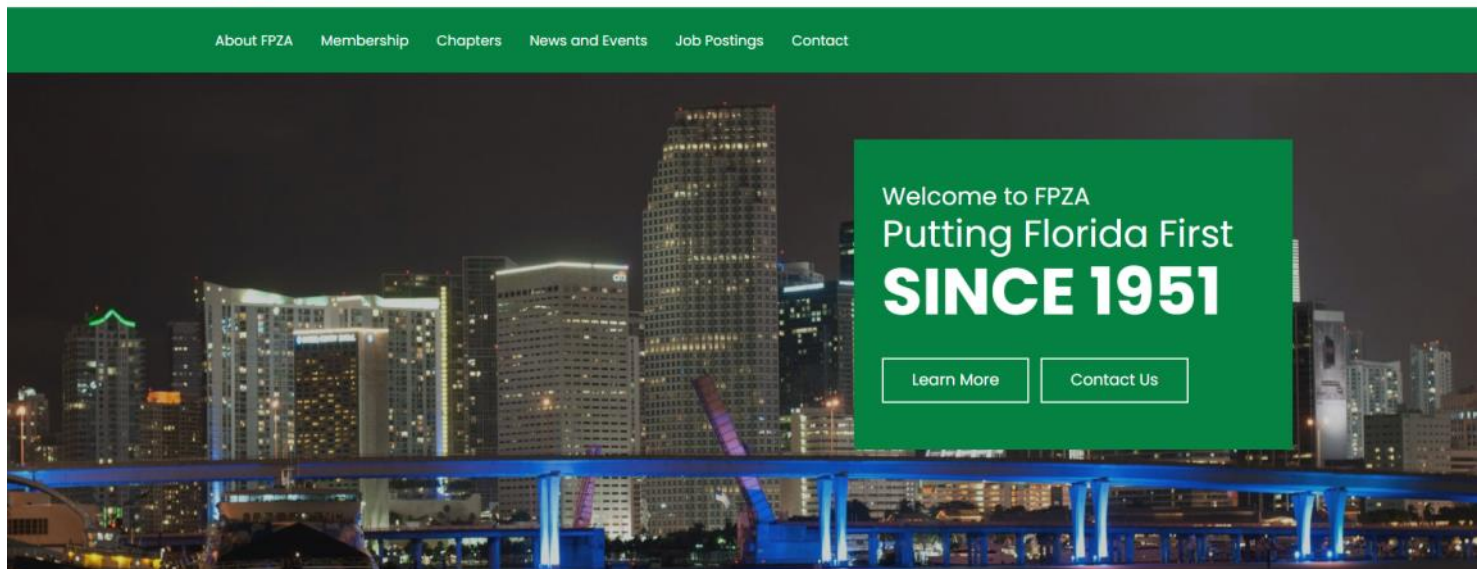 About FPZA Membership Chapters News and Events Job Postings Contact
Welcome to FPZA
Putting Florida First
SINCE 1951
Learn More Contact Us
citi